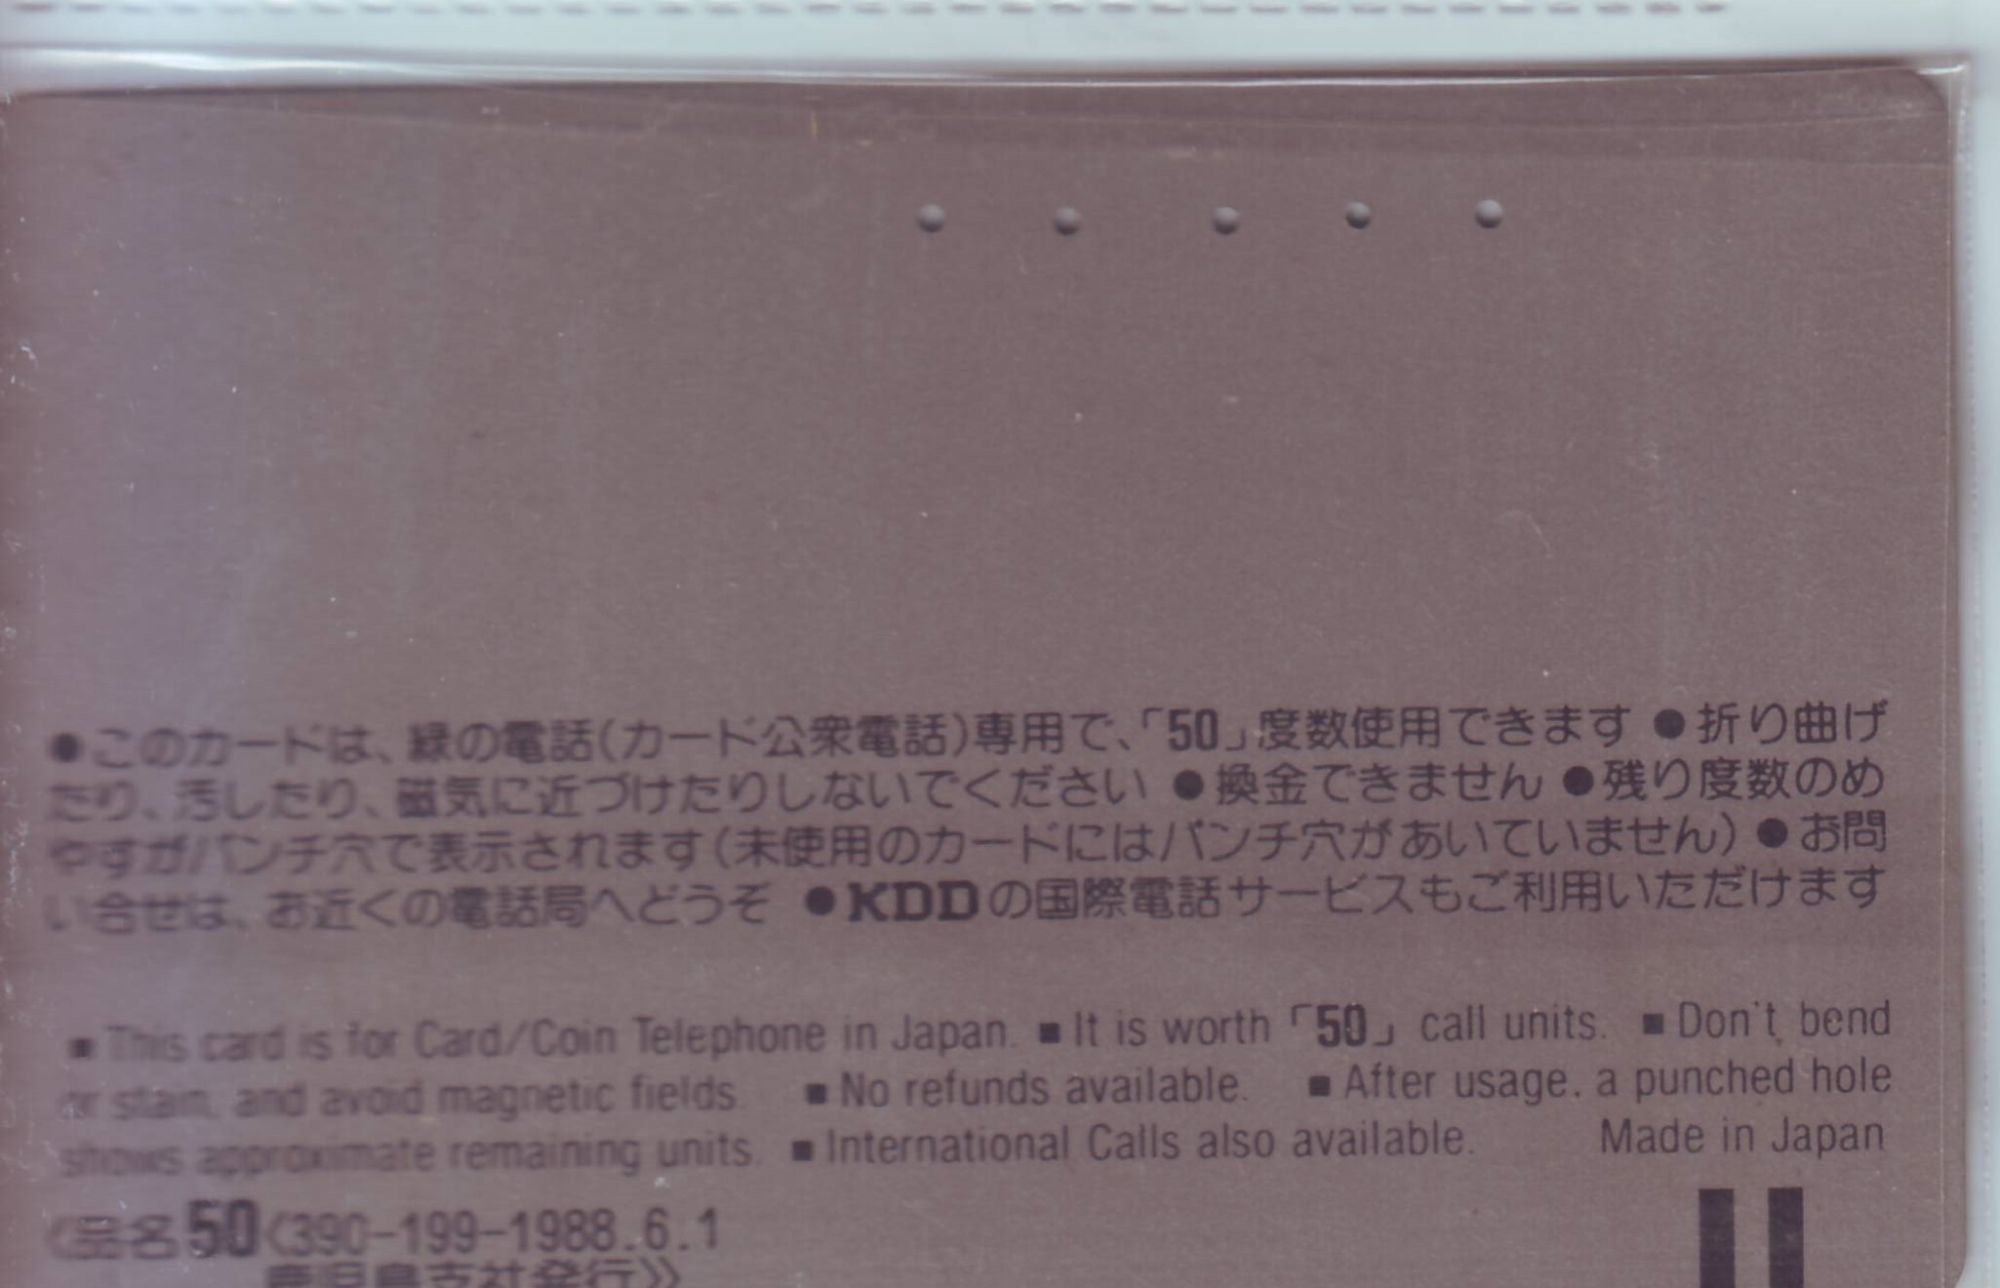 ●このカードは、緑の電話(カード公衆電話)専用で、「50」度数使用できます ●折り曲げ
たり、汚したり、磁気に近づけたりしないでください ●換金できません ●残り度数のめ
やすがパンチ穴で表示されます(未使用のカードにはパンチ穴があいていません) ●お問
い合せは、お近くの電話局へどうぞ ●KDDの国際電話サービスもご利用いただけます
■This card is for Card/Coin Telephone in Japan. ■It is worth「50」call units. ■Don't bend
or stain, and avoid magnetic fields. ■No refunds available. ■After usage, a punched hole
shows approximate remaining units. ■International Calls also available. Made in Japan
《品名50〈390-199-1988.6.1
鹿児島支社発行》